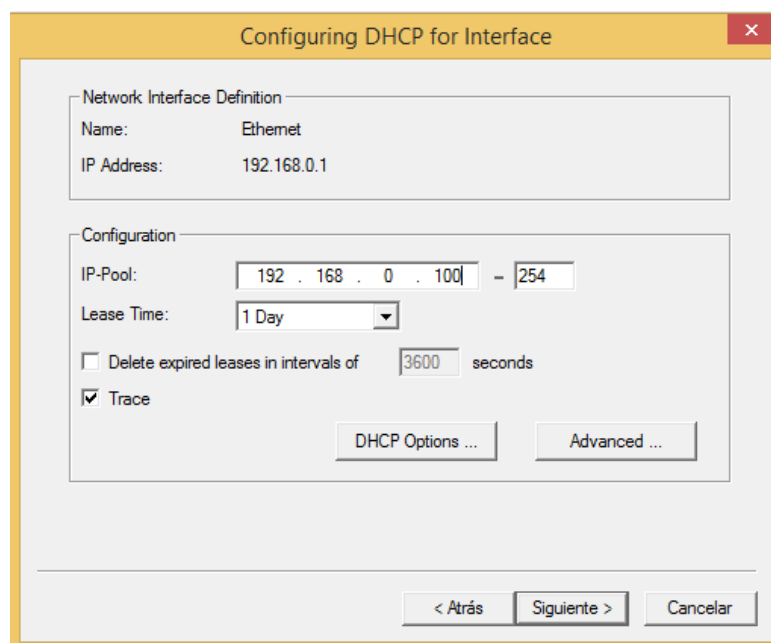 Configuring DHCP for Interface
Network Interface Definition
Name: Ethernet
IP Address: 192.168.0.1
Configuration
IP-Pool: 192 . 168 . 0 . 100 – 254
Lease Time: 1 Day
Delete expired leases in intervals of 3600 seconds
Trace
DHCP Options ... Advanced ...
< Atrás Siguiente > Cancelar